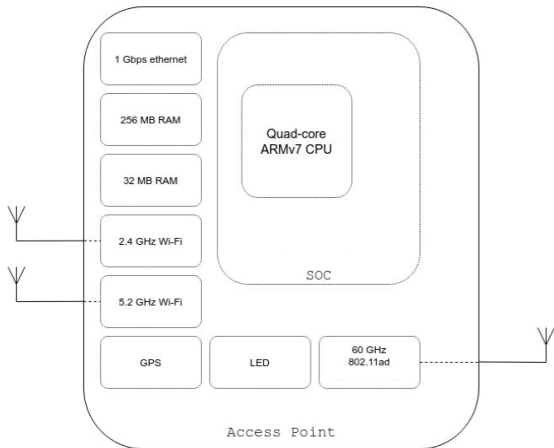 1 Gbps ethernet
256 MB RAM
32 MB RAM
2.4 GHz Wi-Fi
5.2 GHz Wi-Fi
GPS
LED
60 GHz
802.11ad
Quad-core
ARMv7 CPU
SOC
Access Point